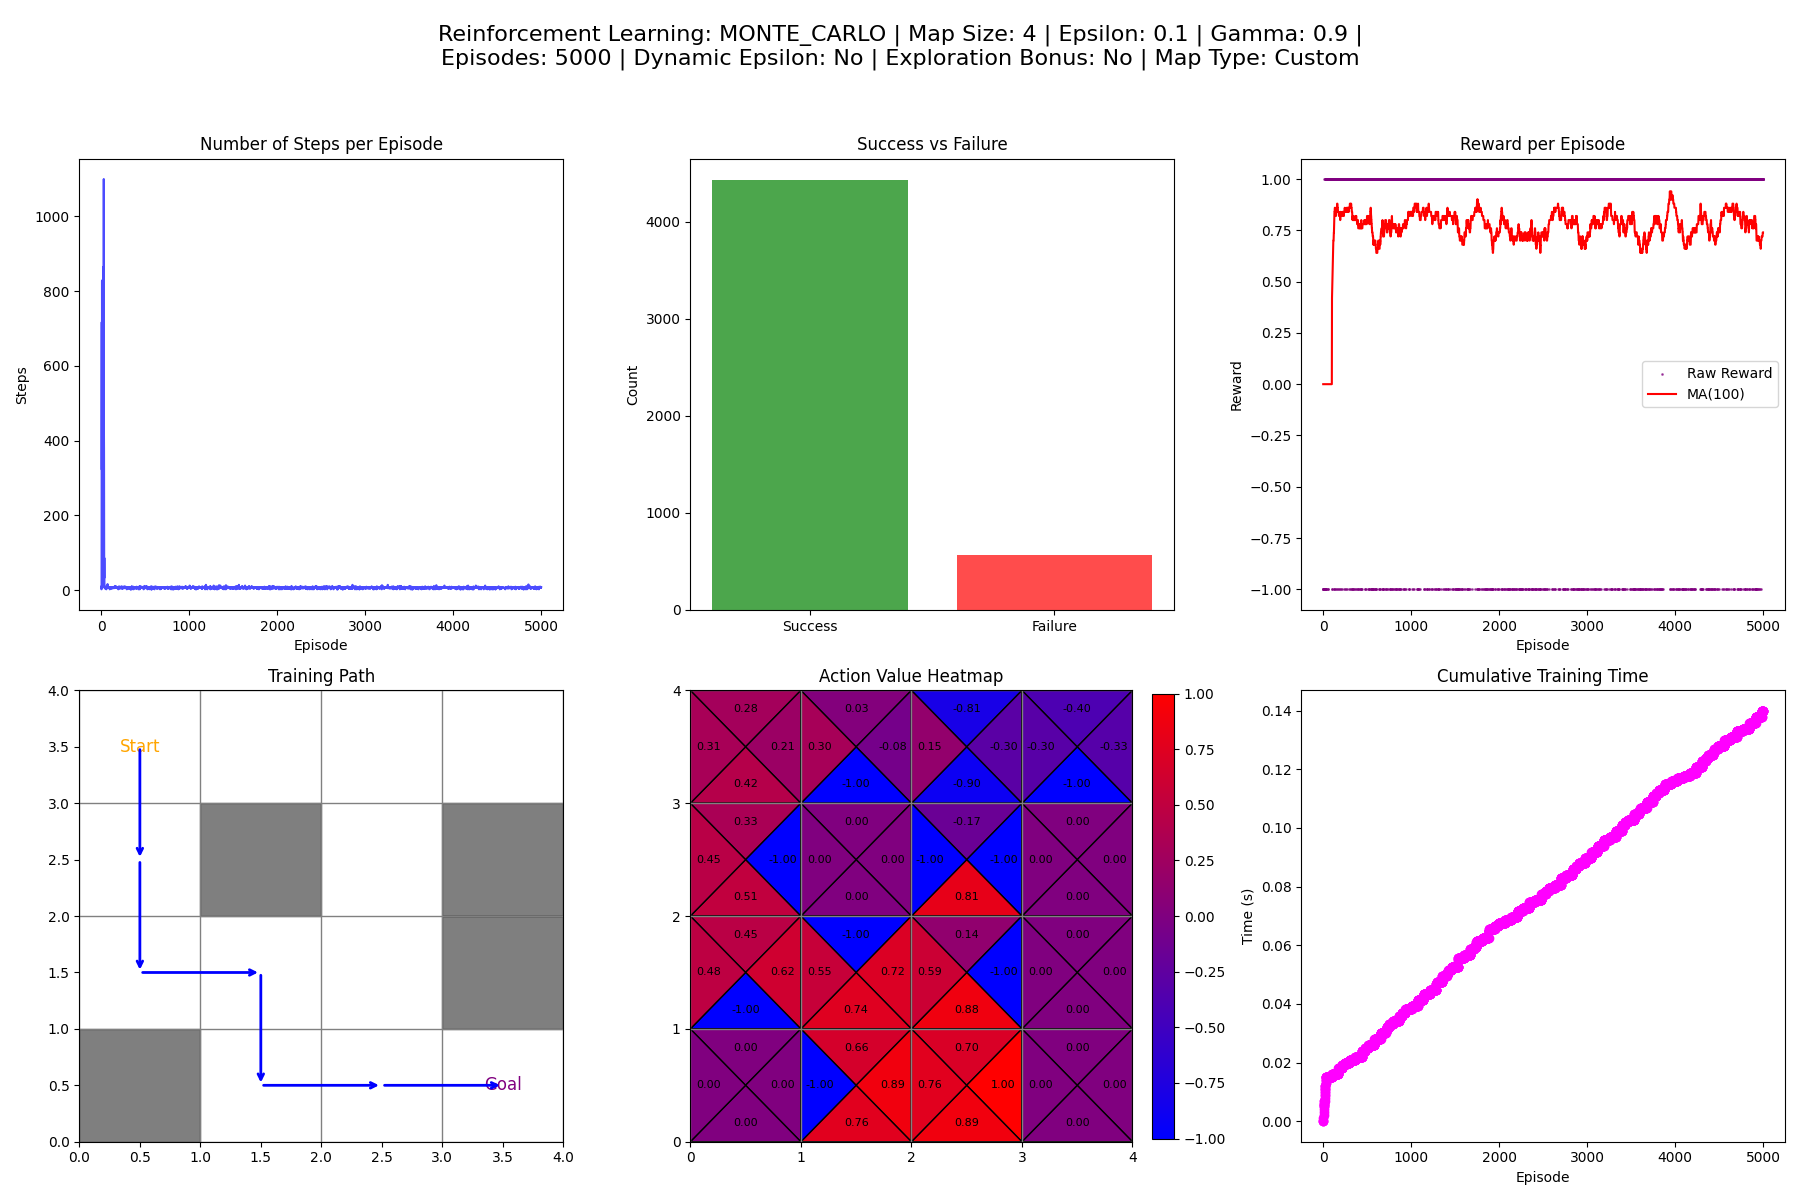 Reinforcement Learning: MONTE_CARLO | Map Size: 4 | Epsilon: 0.1 | Gamma: 0.9 |
Episodes: 5000 | Dynamic Epsilon: No | Exploration Bonus: No | Map Type: Custom
Number of Steps per Episode
1000
800
600
400
200
0
Steps
0 1000 2000 3000 4000 5000
Episode
Success vs Failure
4000
3000
2000
1000
0
Count
Success Failure
Reward per Episode
1.00
0.75
0.50
0.25
0.00
−0.25
−0.50
−0.75
−1.00
Reward
Raw Reward
MA(100)
0 1000 2000 3000 4000 5000
Episode
Training Path
4.0
3.5
3.0
2.5
2.0
1.5
1.0
0.5
0.0
Start
Goal
0.0 0.5 1.0 1.5 2.0 2.5 3.0 3.5 4.0
Action Value Heatmap
4
3
2
1
0
0.28 0.03 -0.81 -0.40
0.31 0.21 0.30 -0.08 0.15 -0.30 -0.30 -0.33
0.42 -1.00 -0.90 -1.00
0.33 0.00 -0.17 0.00
0.45 -1.00 0.00 0.00 -1.00 -1.00 0.00 0.00
0.51 0.00 0.81 0.00
0.45 -1.00 0.14 0.00
0.48 0.62 0.55 0.72 0.59 -1.00 0.00 0.00
-1.00 0.74 0.88 0.00
0.00 0.66 0.70 0.00
0.00 0.00 -1.00 0.89 0.76 1.00 0.00 0.00
0.00 0.76 0.89 0.00
0 1 2 3 4
1.00
0.75
0.50
0.25
0.00
−0.25
−0.50
−0.75
−1.00
Cumulative Training Time
0.14
0.12
0.10
0.08
0.06
0.04
0.02
0.00
Time (s)
0 1000 2000 3000 4000 5000
Episode